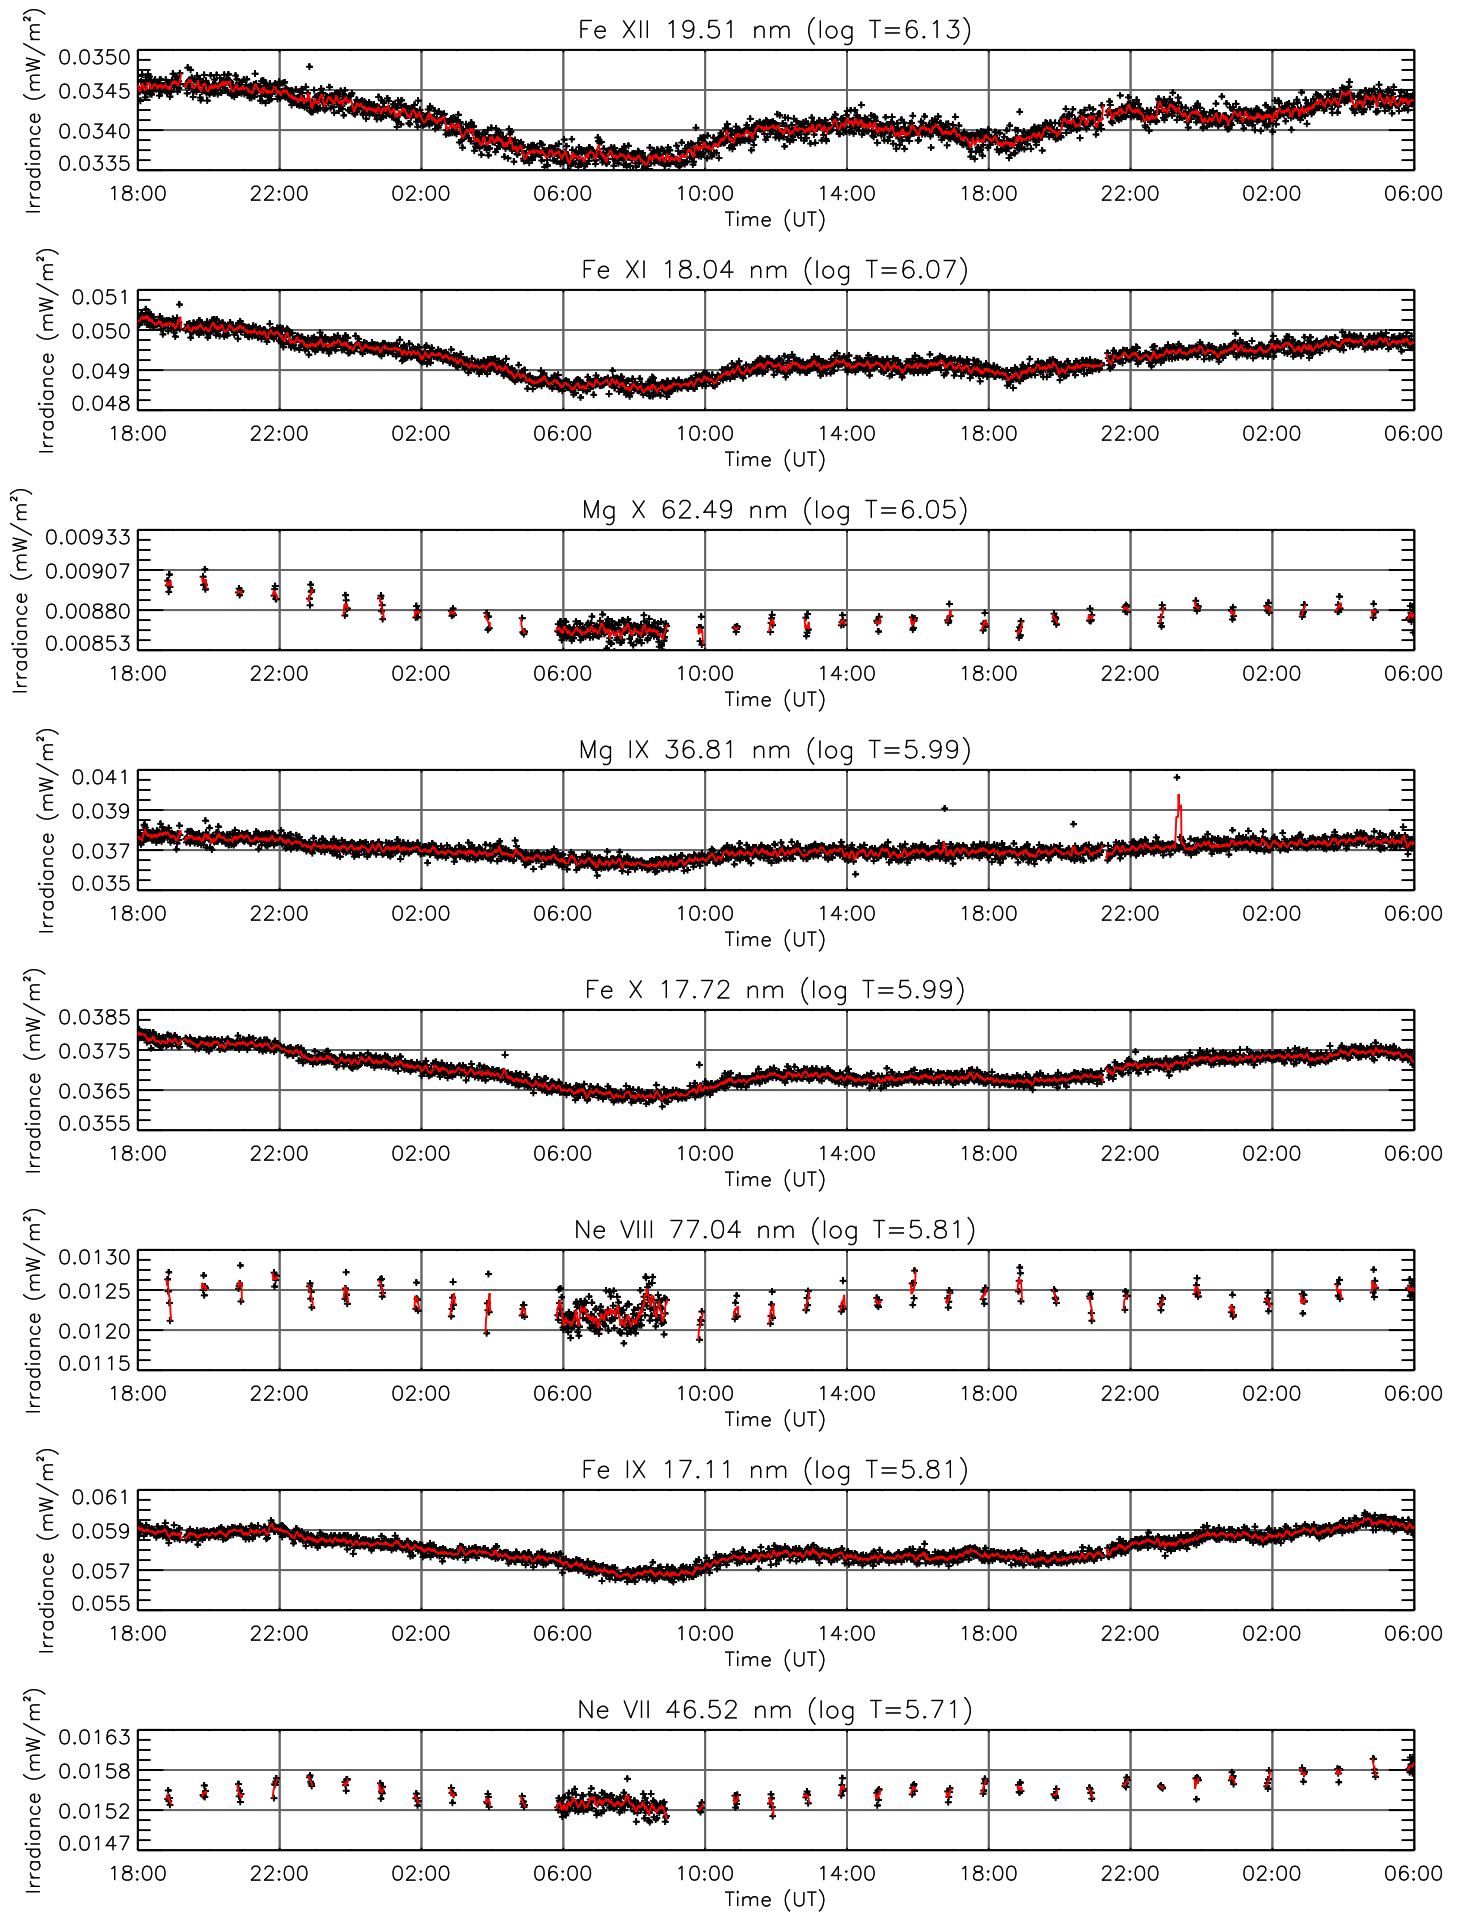 Fe XII 19.51 nm (log T=6.13)
Irradiance (mW/m²)
0.0350
0.0345
0.0340
0.0335
18:00 22:00 02:00 06:00 10:00 14:00 18:00 22:00 02:00 06:00
Time (UT)
Fe XI 18.04 nm (log T=6.07)
Irradiance (mW/m²)
0.051
0.050
0.049
0.048
18:00 22:00 02:00 06:00 10:00 14:00 18:00 22:00 02:00 06:00
Time (UT)
Mg X 62.49 nm (log T=6.05)
Irradiance (mW/m²)
0.00933
0.00907
0.00880
0.00853
18:00 22:00 02:00 06:00 10:00 14:00 18:00 22:00 02:00 06:00
Time (UT)
Mg IX 36.81 nm (log T=5.99)
Irradiance (mW/m²)
0.041
0.039
0.037
0.035
18:00 22:00 02:00 06:00 10:00 14:00 18:00 22:00 02:00 06:00
Time (UT)
Fe X 17.72 nm (log T=5.99)
Irradiance (mW/m²)
0.0385
0.0375
0.0365
0.0355
18:00 22:00 02:00 06:00 10:00 14:00 18:00 22:00 02:00 06:00
Time (UT)
Ne VIII 77.04 nm (log T=5.81)
Irradiance (mW/m²)
0.0130
0.0125
0.0120
0.0115
18:00 22:00 02:00 06:00 10:00 14:00 18:00 22:00 02:00 06:00
Time (UT)
Fe IX 17.11 nm (log T=5.81)
Irradiance (mW/m²)
0.061
0.059
0.057
0.055
18:00 22:00 02:00 06:00 10:00 14:00 18:00 22:00 02:00 06:00
Time (UT)
Ne VII 46.52 nm (log T=5.71)
Irradiance (mW/m²)
0.0163
0.0158
0.0152
0.0147
18:00 22:00 02:00 06:00 10:00 14:00 18:00 22:00 02:00 06:00
Time (UT)